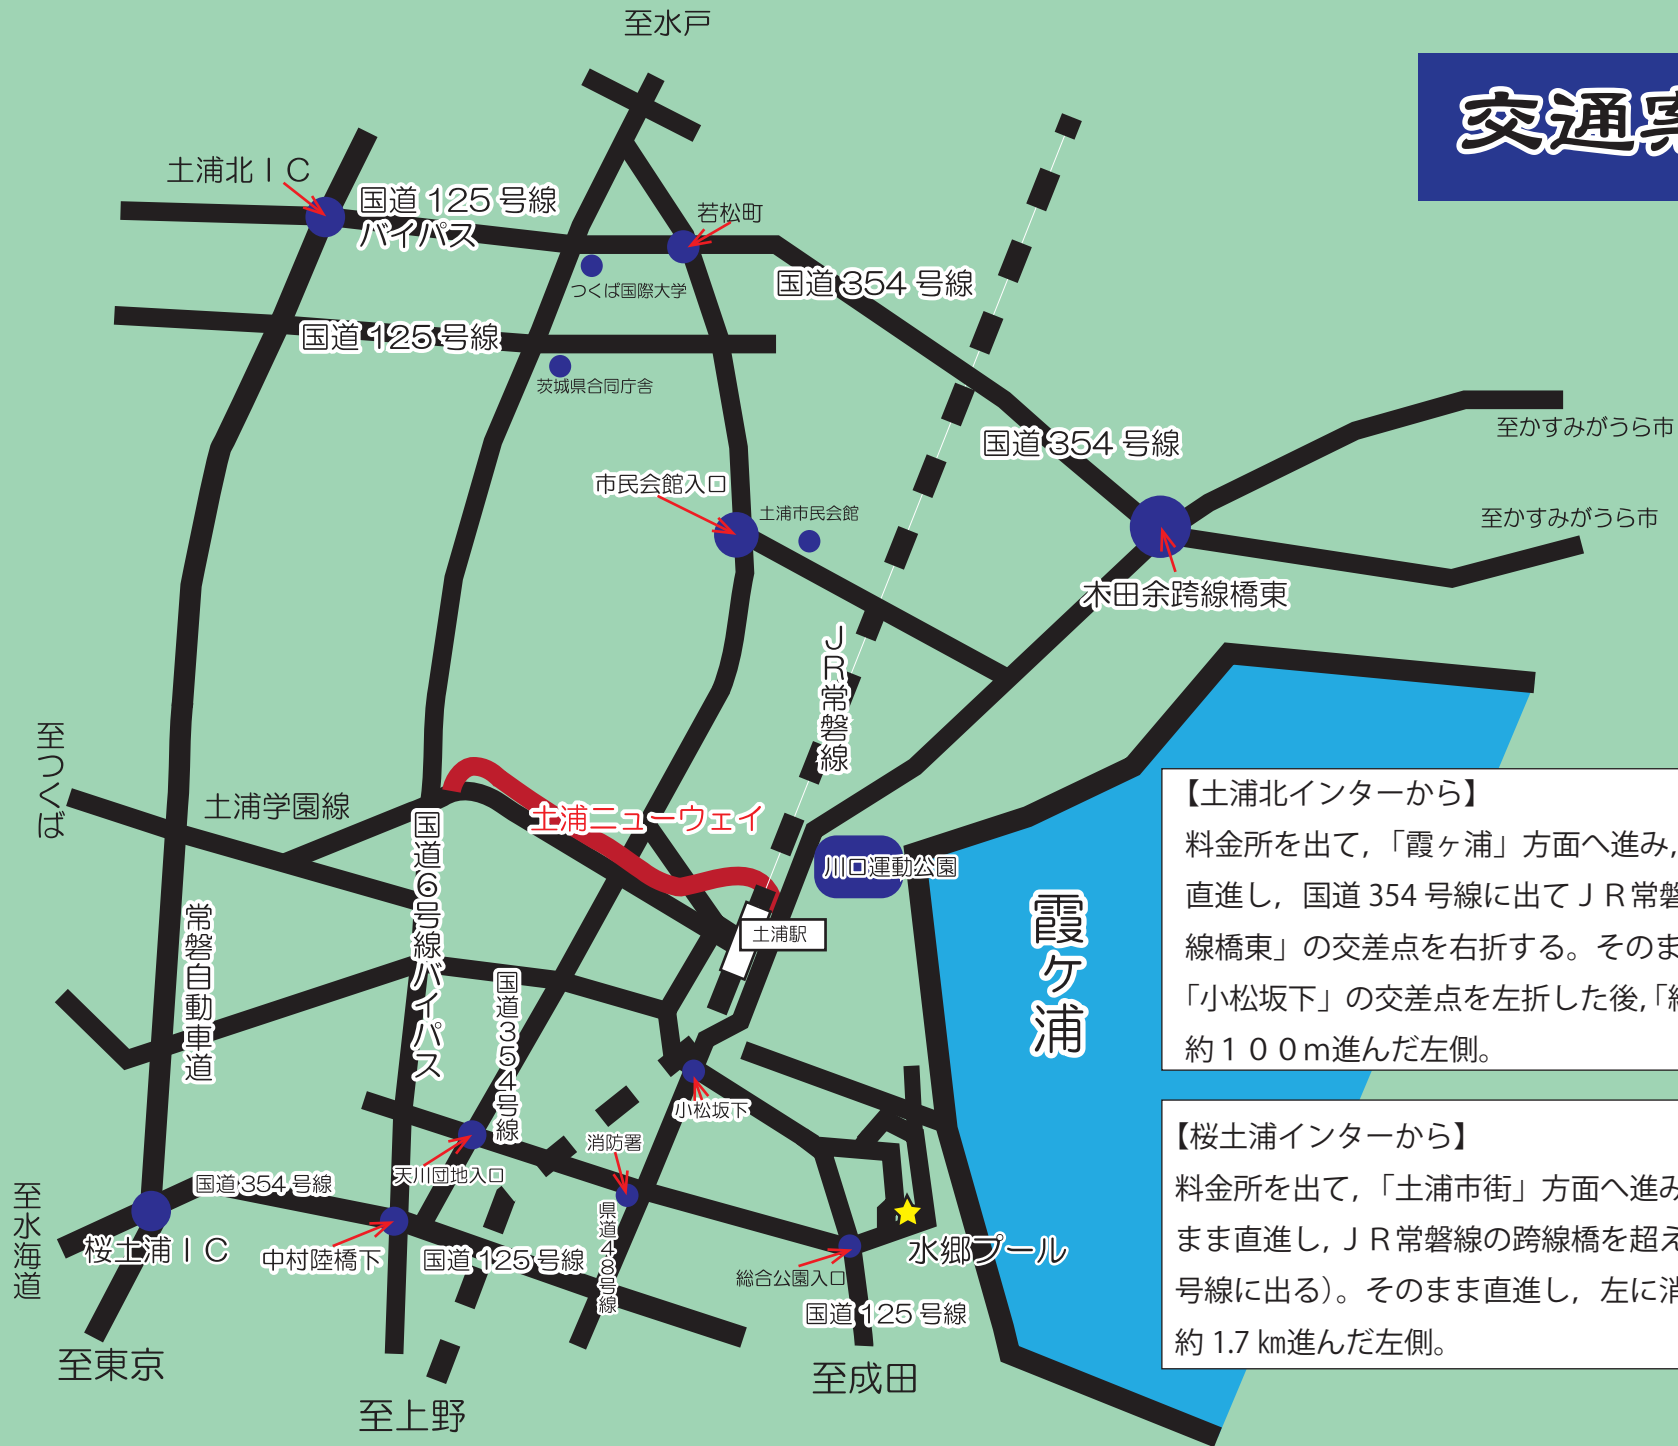 至水戸
交通案
土浦北ＩＣ
国道 125 号線
バイパス
若松町
つくば国際大学
国道 354 号線
国道 125 号線
茨城県合同庁舎
至かすみがうら市
国道 354 号線
市民会館入口
土浦市民会館
至かすみがうら市
木田余跨線橋東
ＪＲ常磐線
至つくば
土浦学園線
土浦ニューウェイ
国道６号線バイパス
川口運動公園
土浦駅
霞ヶ浦
常磐自動車道
国道３５４号線
小松坂下
消防署
天川団地入口
国道 354 号線
至水海道
桜土浦ＩＣ
中村陸橋下
国道 125 号線
県道４８号線
総合公園入口
水郷プール
国道 125 号線
至東京
至上野
至成田
【土浦北インターから】
料金所を出て，「霞ヶ浦」方面へ進み，
直進し，国道 354 号線に出てＪＲ常磐
線橋東」の交差点を右折する。そのま
「小松坂下」の交差点を左折した後，「総
約１００ｍ進んだ左側。
【桜土浦インターから】
料金所を出て，「土浦市街」方面へ進み
まま直進し，ＪＲ常磐線の跨線橋を超え
号線に出る）。そのまま直進し，左に消
約 1.7 ㎞進んだ左側。